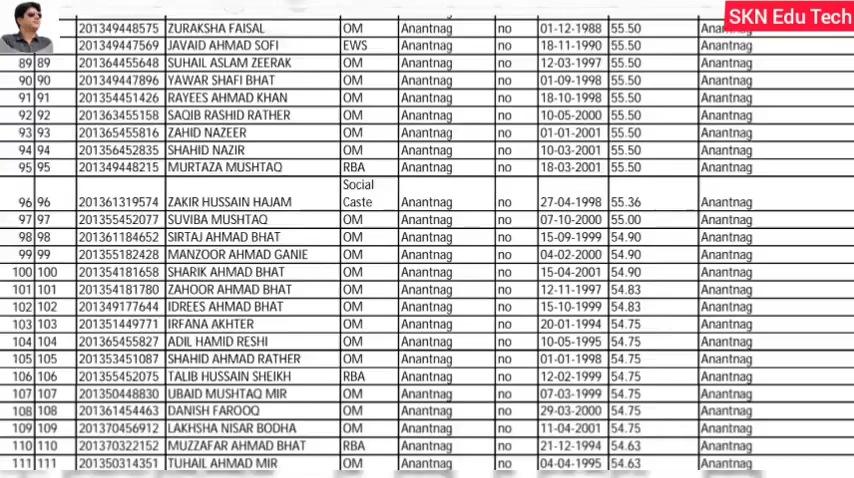 SKN Edu Tech
201349448575 ZURAKSHA FAISAL OM Anantnag no 01-12-1988 55.50 Anantnag
201349447569 JAVAID AHMAD SOFI EWS Anantnag no 18-11-1990 55.50 Anantnag
89 89 201364455648 SUHAIL ASLAM ZEERAK OM Anantnag no 12-03-1997 55.50 Anantnag
90 90 201349447896 YAWAR SHAFI BHAT OM Anantnag no 01-09-1998 55.50 Anantnag
91 91 201354451426 RAYEES AHMAD KHAN OM Anantnag no 18-10-1998 55.50 Anantnag
92 92 201363455158 SAQIB RASHID RATHER OM Anantnag no 10-05-2000 55.50 Anantnag
93 93 201365455816 ZAHID NAZEER OM Anantnag no 01-01-2001 55.50 Anantnag
94 94 201356452835 SHAHID NAZIR OM Anantnag no 10-03-2001 55.50 Anantnag
95 95 201349448215 MURTAZA MUSHTAQ RBA Anantnag no 18-03-2001 55.50 Anantnag
Social
96 96 201361319574 ZAKIR HUSSAIN HAJAM Caste Anantnag no 27-04-1998 55.36 Anantnag
97 97 201355452077 SUVIBA MUSHTAQ OM Anantnag no 07-10-2000 55.00 Anantnag
98 98 201361184652 SIRTAJ AHMAD BHAT OM Anantnag no 15-09-1999 54.90 Anantnag
99 99 201355182428 MANZOOR AHMAD GANIE OM Anantnag no 04-02-2000 54.90 Anantnag
100 100 201354181658 SHARIK AHMAD BHAT OM Anantnag no 15-04-2001 54.90 Anantnag
101 101 201354181780 ZAHOOR AHMAD BHAT OM Anantnag no 12-11-1997 54.83 Anantnag
102 102 201349177644 IDREES AHMAD BHAT OM Anantnag no 15-10-1999 54.83 Anantnag
103 103 201351449771 IRFANA AKHTER OM Anantnag no 20-01-1994 54.75 Anantnag
104 104 201365455827 ADIL HAMID RESHI OM Anantnag no 10-05-1995 54.75 Anantnag
105 105 201353451087 SHAHID AHMAD RATHER OM Anantnag no 01-01-1998 54.75 Anantnag
106 106 201355452075 TALIB HUSSAIN SHEIKH RBA Anantnag no 12-02-1999 54.75 Anantnag
107 107 201350448830 UBAID MUSHTAQ MIR OM Anantnag no 07-03-1999 54.75 Anantnag
108 108 201361454463 DANISH FAROOQ OM Anantnag no 29-03-2000 54.75 Anantnag
109 109 201370456912 LAKHSHA NISAR BODHA OM Anantnag no 11-04-2001 54.75 Anantnag
110 110 201370322152 MUZZAFAR AHMAD BHAT RBA Anantnag no 21-12-1994 54.63 Anantnag
111 111 201350314351 TUHAIL AHMAD MIR OM Anantnag no 04-04-1995 54.63 Anantnag